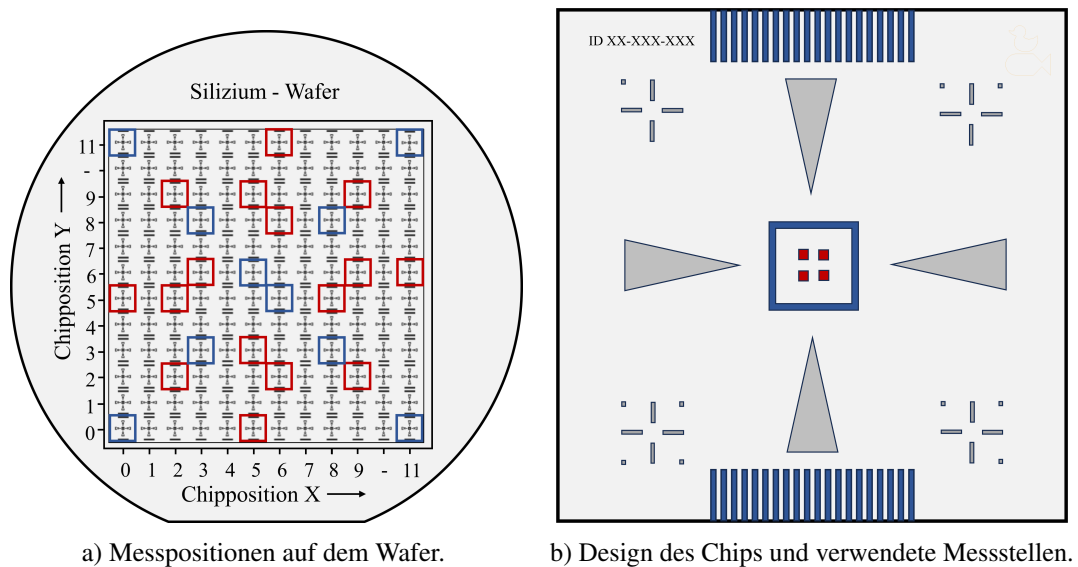 Silizium - Wafer
Chipposition Y
11
-
9
8
7
6
5
4
3
2
1
0
0 1 2 3 4 5 6 7 8 9 - 11
Chipposition X
a) Messpositionen auf dem Wafer.
ID XX-XXX-XXX
b) Design des Chips und verwendete Messstellen.